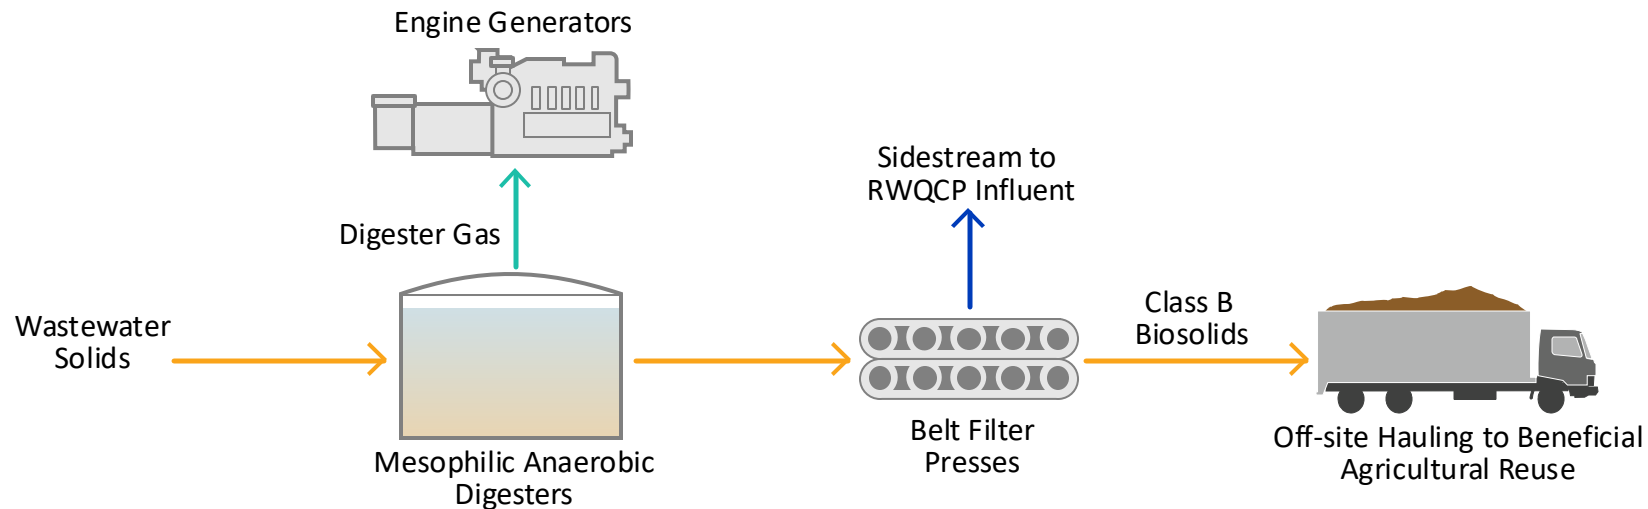 Engine Generators
Digester Gas
Wastewater
Solids
Mesophilic Anaerobic
Digesters
Sidestream to
RWQCP Influent
Belt Filter
Presses
Class B
Biosolids
Off-site Hauling to Beneficial
Agricultural Reuse